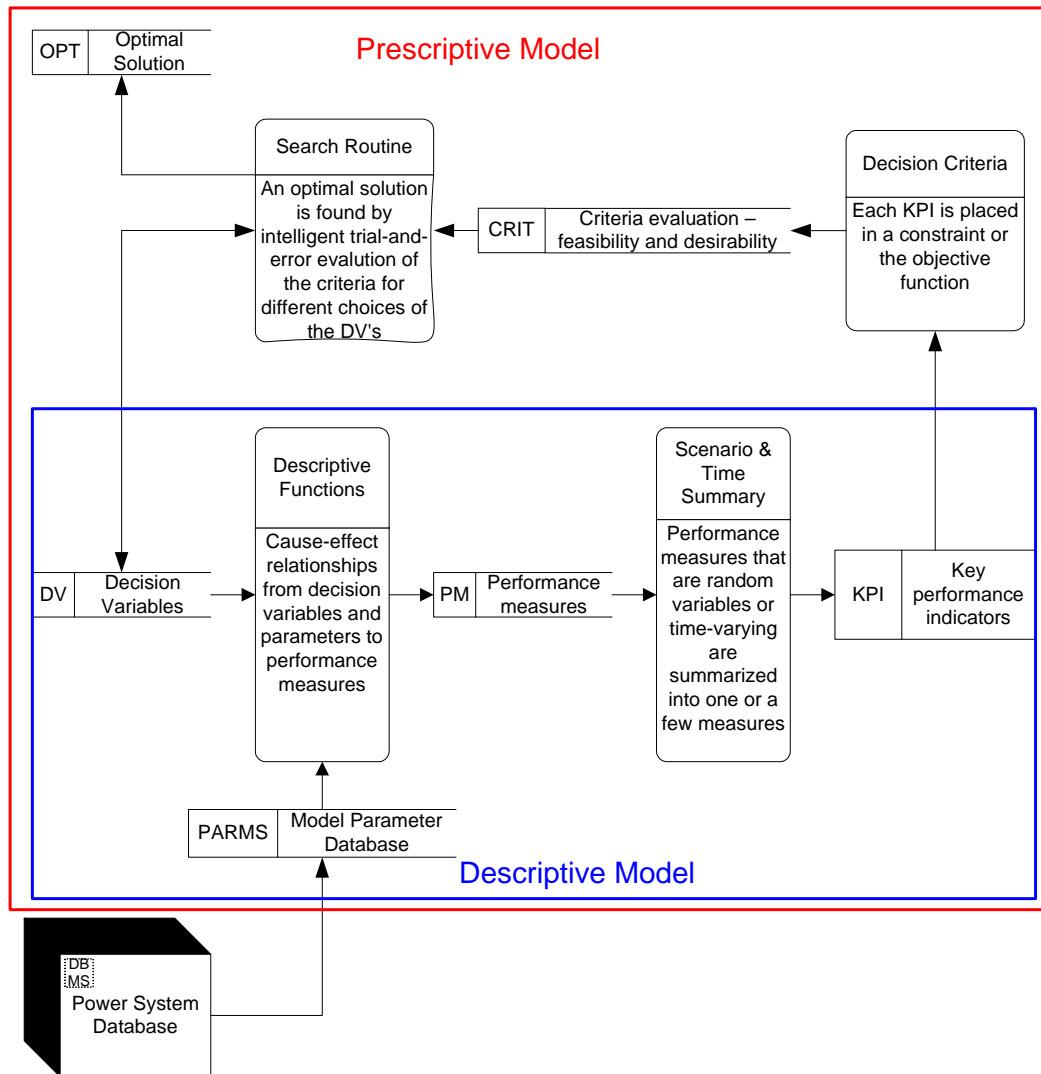 Prescriptive Model
OPT
Optimal
Solution
Search Routine
An optimal solution
is found by
intelligent trial-and-
error evalution of
the criteria for
different choices of
the DV's
CRIT
Criteria evaluation –
feasibility and desirability
Decision Criteria
Each KPI is placed
in a constraint or
the objective
function
DV
Decision
Variables
Descriptive
Functions
Cause-effect
relationships
from decision
variables and
parameters to
performance
measures
PM
Performance
measures
Scenario &
Time
Summary
Performance
measures that
are random
variables or
time-varying
are
summarized
into one or a
few measures
KPI
Key
performance
indicators
PARMS
Model Parameter
Database
Descriptive Model
DB
MS
Power System
Database